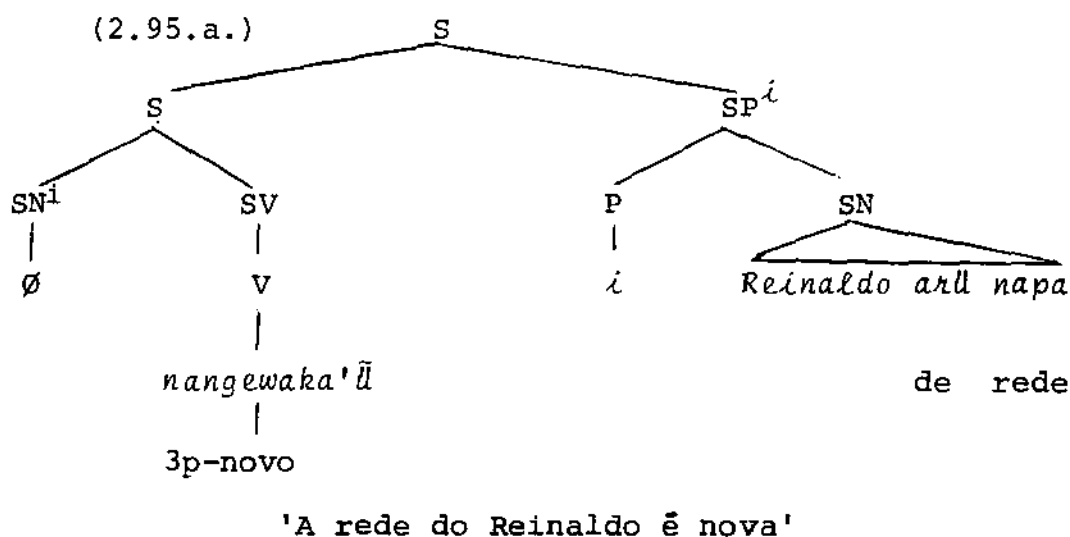 (2.95.a.) S
S SPⁱ
SNⁱ SV P SN
Ø V i Reinaldo arü napa
nangewaka'ü̃ de rede
3p-novo
'A rede do Reinaldo é nova'